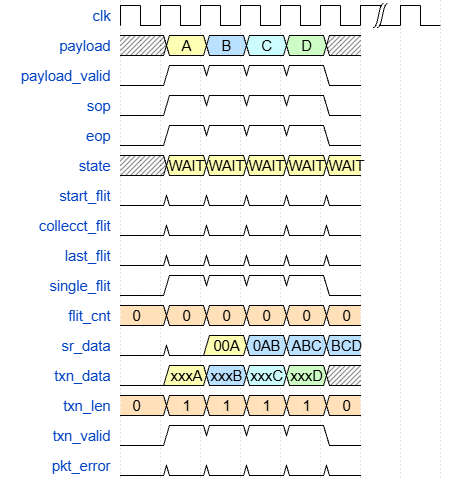 clk
payload A B C D
payload_valid
sop
eop
state WAIT WAIT WAIT WAIT WAIT
start_flit
collecct_flit
last_flit
single_flit
flit_cnt 0 0 0 0 0 0
sr_data 00A 0AB ABC BCD
txn_data xxxA xxxB xxxC xxxD
txn_len 0 1 1 1 1 0
txn_valid
pkt_error